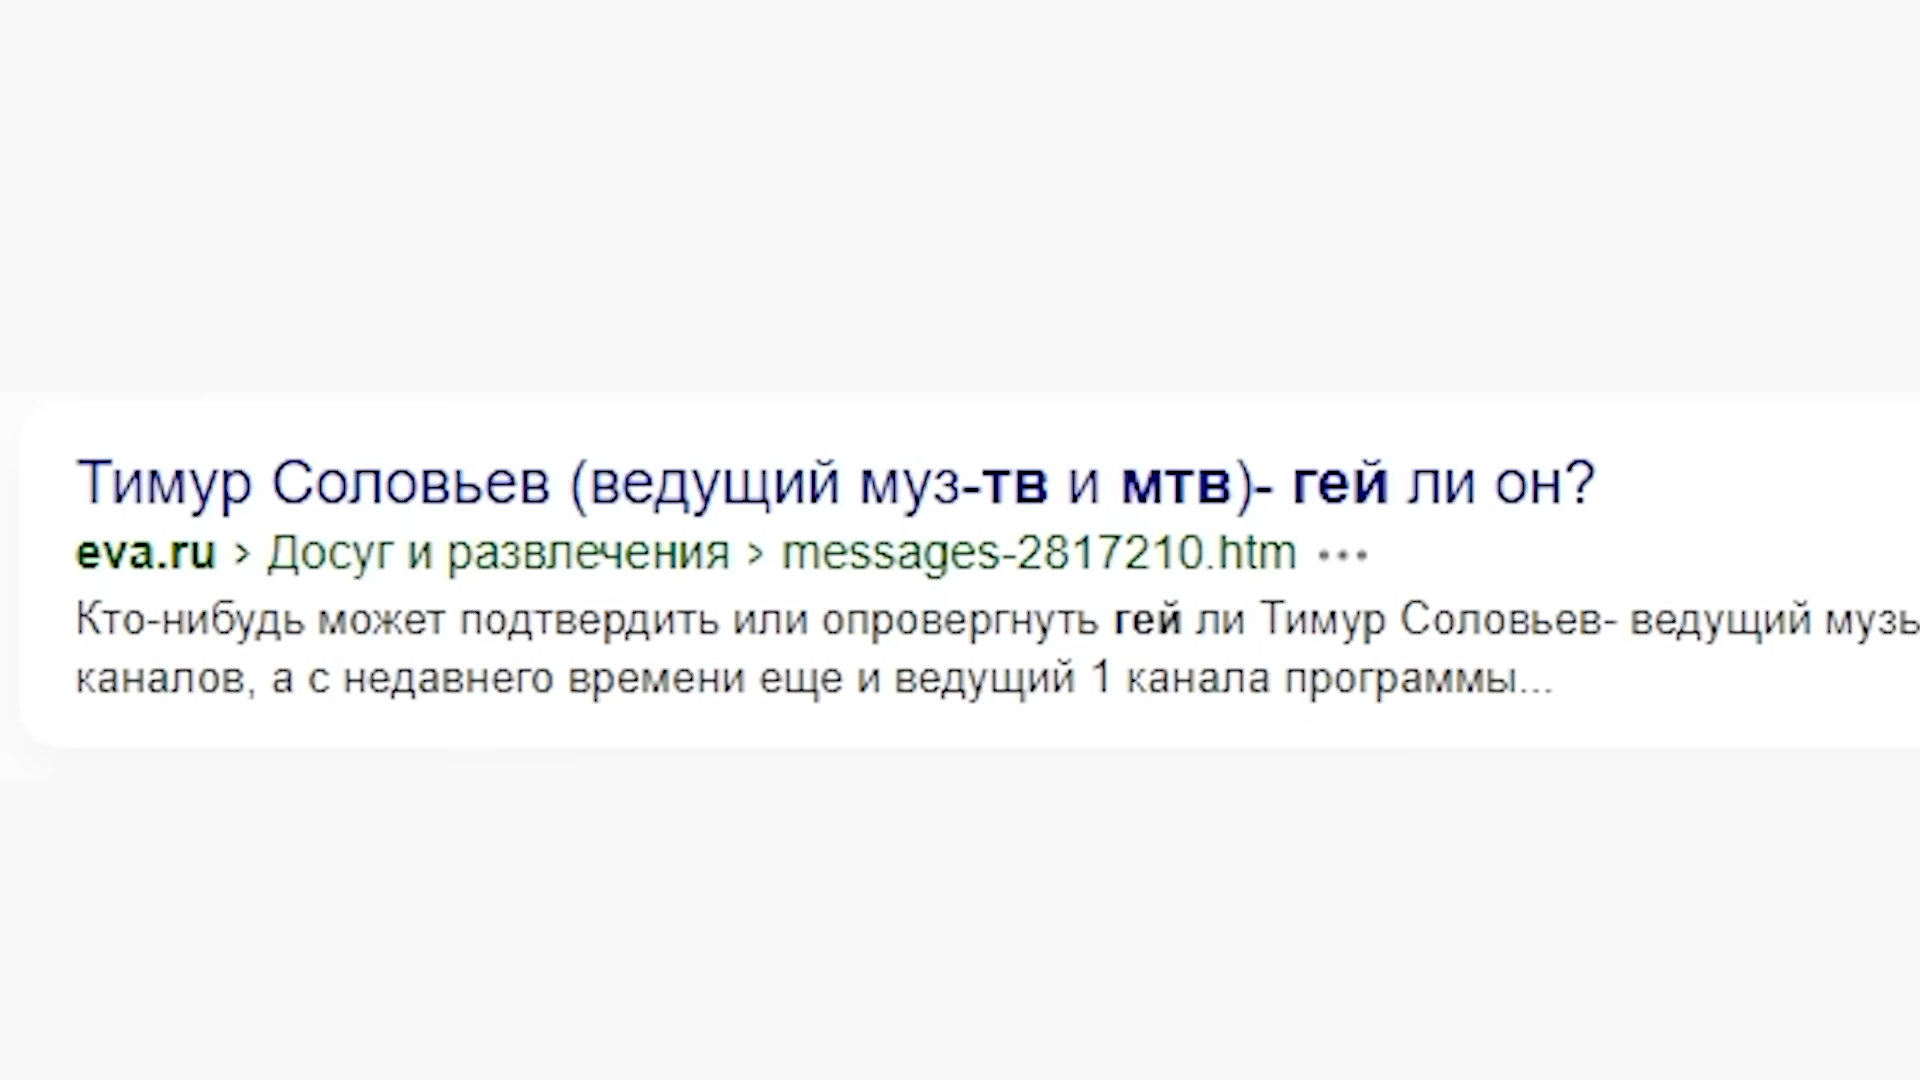 Тимур Соловьев (ведущий муз-тв и мтв)- гей ли он?
eva.ru › Досуг и развлечения › messages-2817210.htm •••
Кто-нибудь может подтвердить или опровергнуть гей ли Тимур Соловьев- ведущий музы
каналов, а с недавнего времени еще и ведущий 1 канала программы...